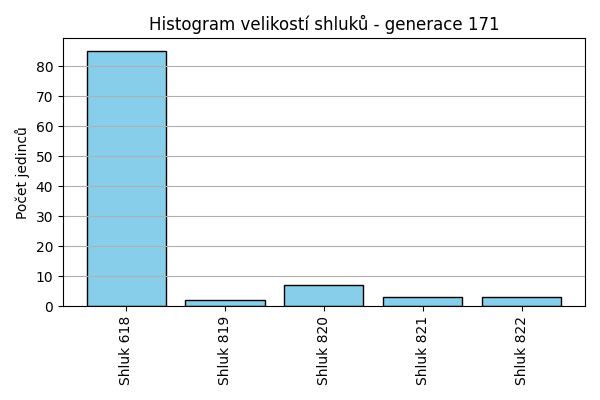 Histogram velikostí shluků - generace 171
Počet jedinců
80
70
60
50
40
30
20
10
0
Shluk 618
Shluk 819
Shluk 820
Shluk 821
Shluk 822